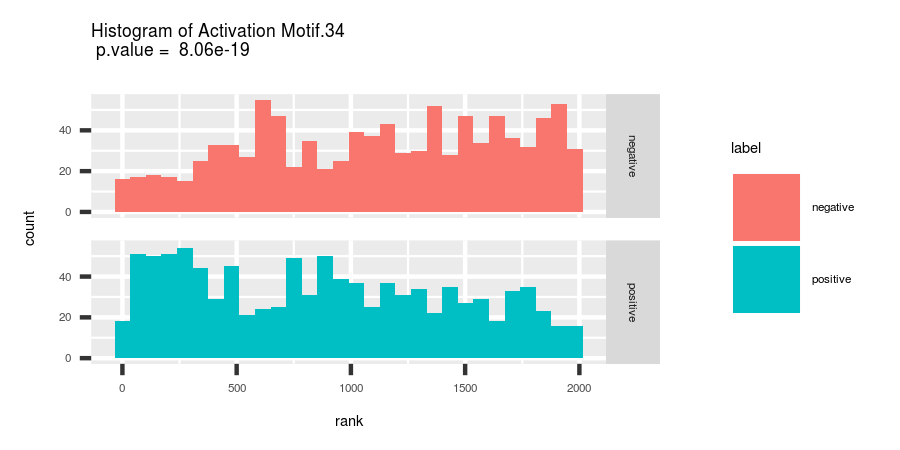 Histogram of Activation Motif.34
p.value = 8.06e-19
count
40
20
0
negative
40
20
0
positive
0 500 1000 1500 2000
rank
label
negative
positive